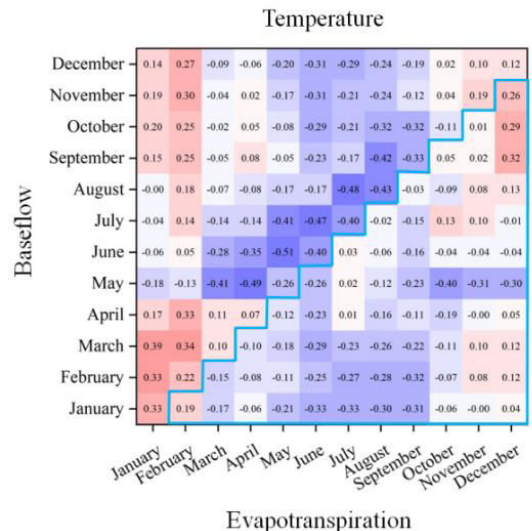 Temperature
December 0.14 0.27 -0.09 -0.06 -0.20 -0.31 -0.29 -0.24 -0.19 0.02 0.10 0.12
November 0.19 0.30 -0.04 0.02 -0.17 -0.31 -0.21 -0.24 -0.12 0.04 0.19 0.26
October 0.20 0.25 -0.02 0.05 -0.08 -0.29 -0.21 -0.32 -0.32 -0.11 0.01 0.29
September 0.15 0.25 -0.05 0.08 -0.05 -0.23 -0.17 -0.42 -0.33 0.05 0.02 0.32
August -0.00 0.18 -0.07 -0.08 -0.17 -0.17 -0.48 -0.43 -0.03 -0.09 0.08 0.13
July -0.04 0.14 -0.14 -0.14 -0.41 -0.47 -0.40 -0.02 -0.15 0.13 0.10 -0.01
June -0.06 0.05 -0.28 -0.35 -0.51 -0.40 0.03 -0.06 -0.16 -0.04 -0.04 -0.04
May -0.18 -0.13 -0.41 -0.49 -0.26 -0.26 0.02 -0.12 -0.23 -0.40 -0.31 -0.30
April 0.17 0.33 0.11 0.07 -0.12 -0.23 0.01 -0.16 -0.11 -0.19 -0.00 0.05
March 0.39 0.34 0.10 -0.10 -0.18 -0.29 -0.23 -0.26 -0.22 -0.11 0.10 0.12
February 0.33 0.22 -0.15 -0.08 -0.11 -0.25 -0.27 -0.28 -0.32 -0.07 0.08 0.12
January 0.33 0.19 -0.17 -0.06 -0.21 -0.33 -0.33 -0.30 -0.31 -0.06 -0.00 0.04
Baseflow
January February March April May June July August September October November December
Evapotranspiration